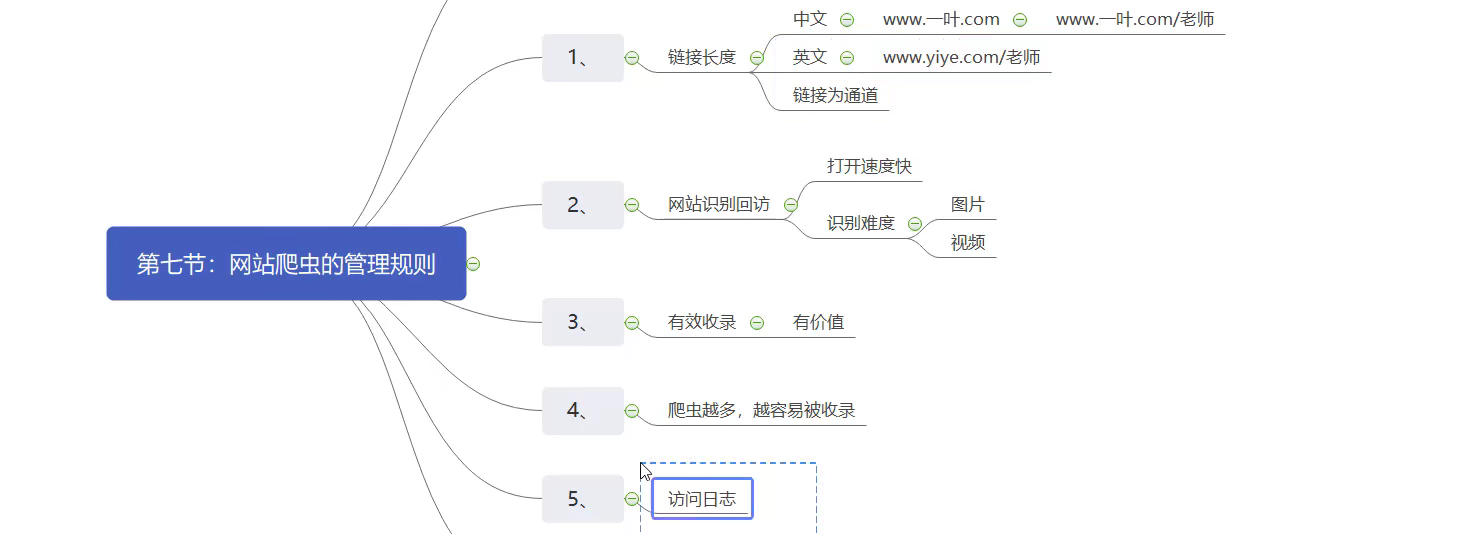 中文 www.一叶.com www.一叶.com/老师
1、 链接长度 英文 www.yiye.com/老师
链接为通道
打开速度快
2、 网站识别回访 图片
识别难度
视频
第七节：网站爬虫的管理规则
3、 有效收录 有价值
4、 爬虫越多，越容易被收录
5、 访问日志